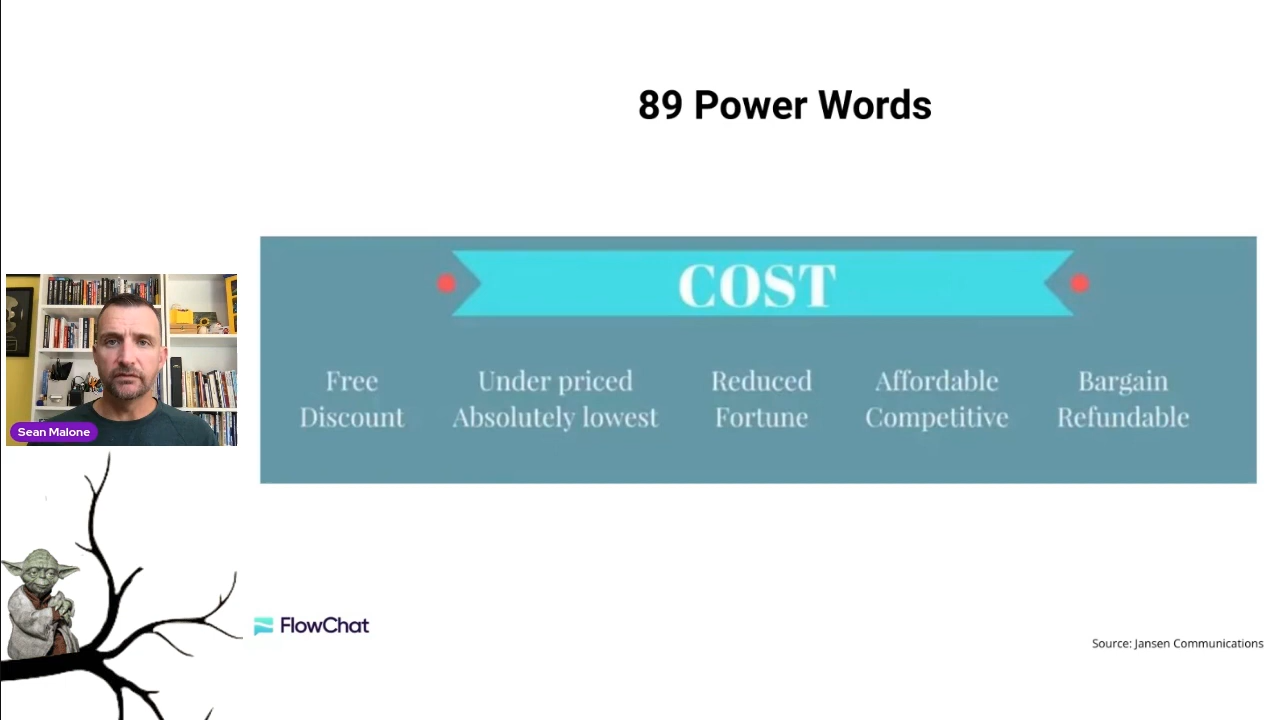 89 Power Words
COST
Free Under priced Reduced Affordable Bargain
Discount Absolutely lowest Fortune Competitive Refundable
Sean Malone
FlowChat
Source: Jansen Communications